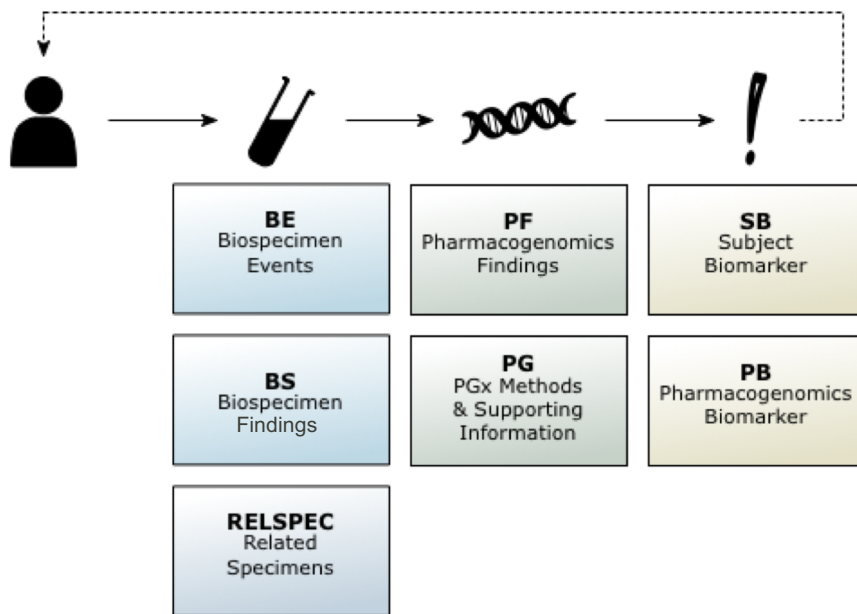 BE
Biospecimen
Events
PF
Pharmacogenomics
Findings
SB
Subject
Biomarker
BS
Biospecimen
Findings
PG
PGx Methods
& Supporting
Information
PB
Pharmacogenomics
Biomarker
RELSPEC
Related
Specimens